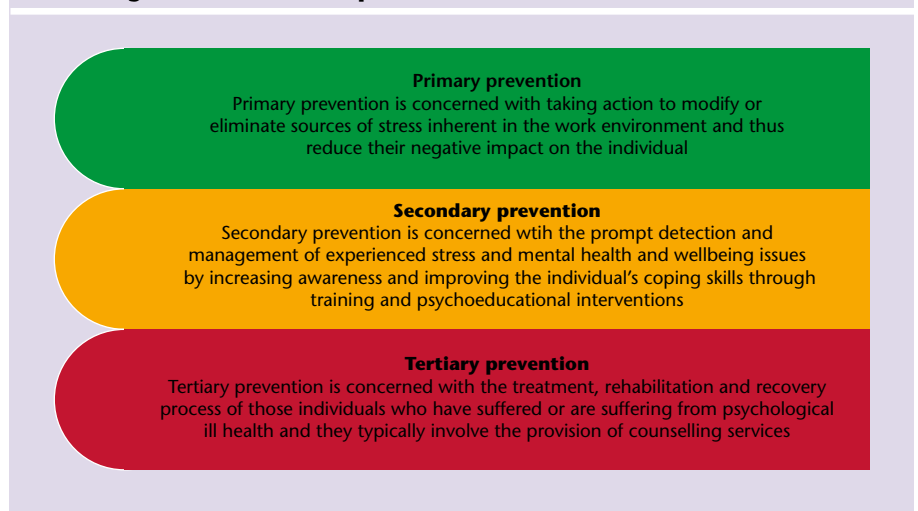 Primary prevention
Primary prevention is concerned with taking action to modify or
eliminate sources of stress inherent in the work environment and thus
reduce their negative impact on the individual
Secondary prevention
Secondary prevention is concerned wtih the prompt detection and
management of experienced stress and mental health and wellbeing issues
by increasing awareness and improving the individual’s coping skills through
training and psychoeducational interventions
Tertiary prevention
Tertiary prevention is concerned with the treatment, rehabilitation and recovery
process of those individuals who have suffered or are suffering from psychological
ill health and they typically involve the provision of counselling services